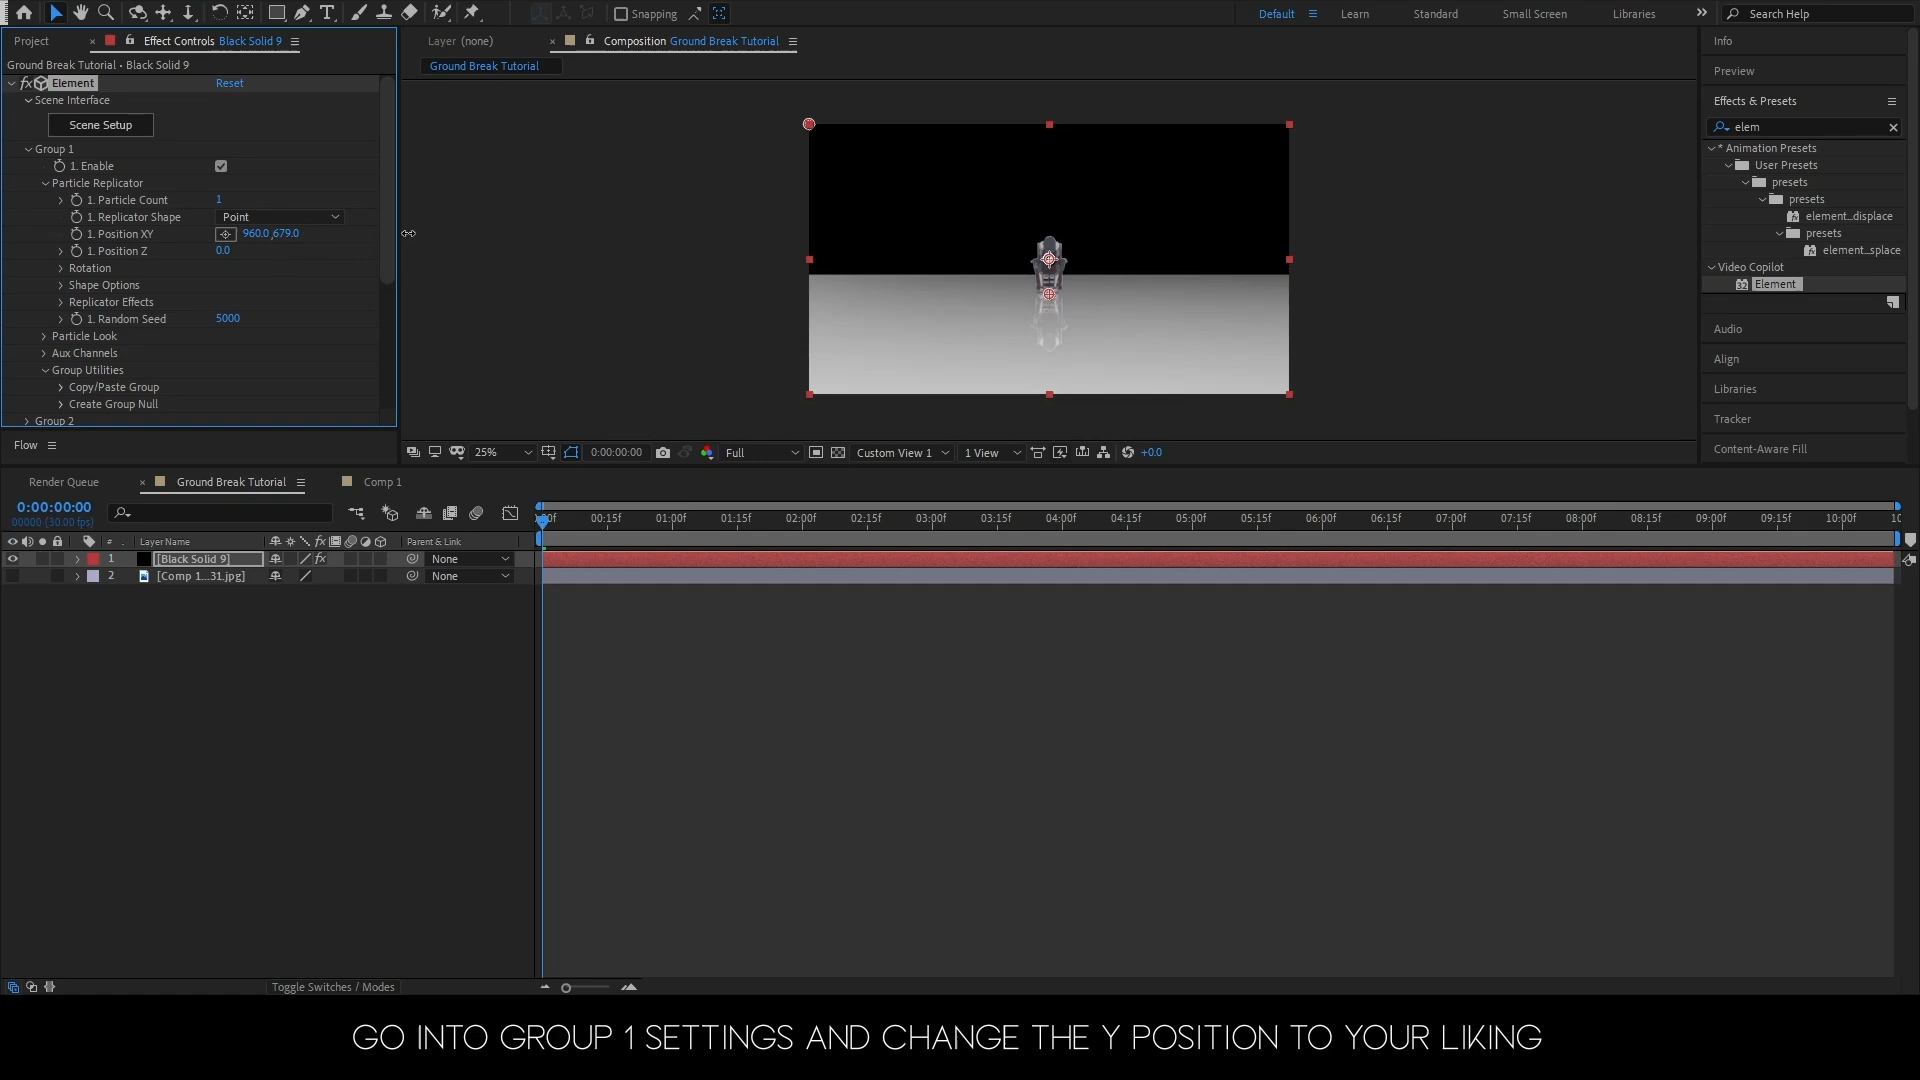 Snapping
Default
Learn
Standard
Small Screen
Libraries
Search Help
Project
Effect Controls Black Solid 9
Layer (none)
Composition Ground Break Tutorial
Info
Ground Break Tutorial • Black Solid 9
Ground Break Tutorial
Preview
fx Element
Reset
Scene Interface
Effects & Presets
Scene Setup
elem
Group 1
* Animation Presets
1. Enable
User Presets
Particle Replicator
presets
1. Particle Count
1
presets
1. Replicator Shape
Point
element...displace
1. Position XY
960.0,679.0
presets
1. Position Z
0.0
element...splace
Rotation
Video Copilot
Shape Options
32 Element
Replicator Effects
1. Random Seed
5000
Audio
Particle Look
Aux Channels
Align
Group Utilities
Copy/Paste Group
Libraries
Create Group Null
Tracker
Group 2
Flow
25%
0:00:00:00
Full
Custom View 1
1 View
+0.0
Content-Aware Fill
Render Queue
Ground Break Tutorial
Comp 1
0:00:00:00
00000 (30.00 fps)
00:15f
01:00f
01:15f
02:00f
02:15f
03:00f
03:15f
04:00f
04:15f
05:00f
05:15f
06:00f
06:15f
07:00f
07:15f
08:00f
08:15f
09:00f
09:15f
10:00f
#
Layer Name
fx
Parent & Link
1
[Black Solid 9]
fx
None
2
[Comp 1...31.jpg]
None
Toggle Switches / Modes
GO INTO GROUP 1 SETTINGS AND CHANGE THE Y POSITION TO YOUR LIKING